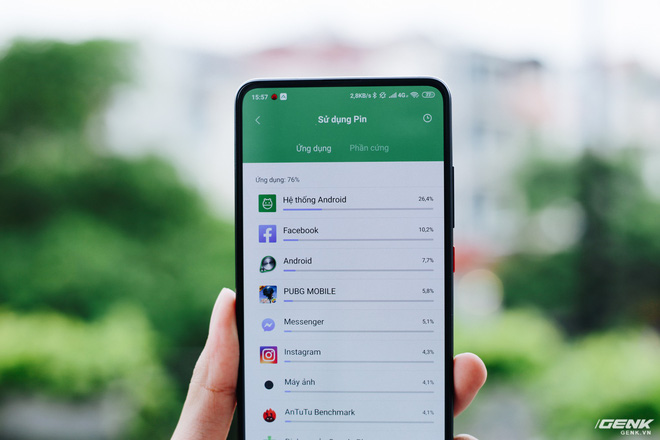 15:57 2,8KB/s 4G
Sử dụng Pin
Ứng dụng Phần cứng
Ứng dụng: 76%
Hệ thống Android 26,4%
Facebook 10,2%
Android 7,7%
PUBG MOBILE 5,8%
Messenger 5,1%
Instagram 4,3%
Máy ảnh 4,1%
AnTuTu Benchmark 4,1%
GENK
GENK.VN